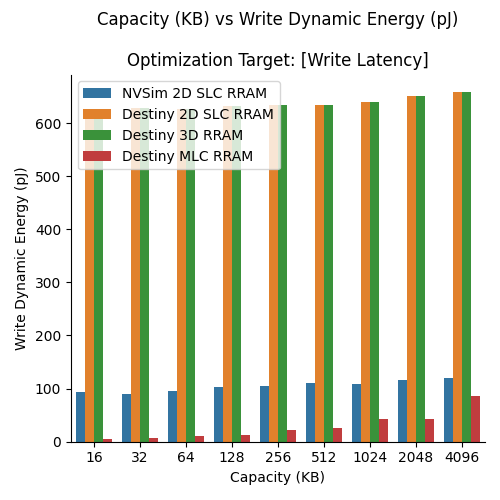 Capacity (KB) vs Write Dynamic Energy (pJ)
Optimization Target: [Write Latency]
NVSim 2D SLC RRAM
Destiny 2D SLC RRAM
Destiny 3D RRAM
Destiny MLC RRAM
Write Dynamic Energy (pJ)
600
500
400
300
200
100
0
16 32 64 128 256 512 1024 2048 4096
Capacity (KB)